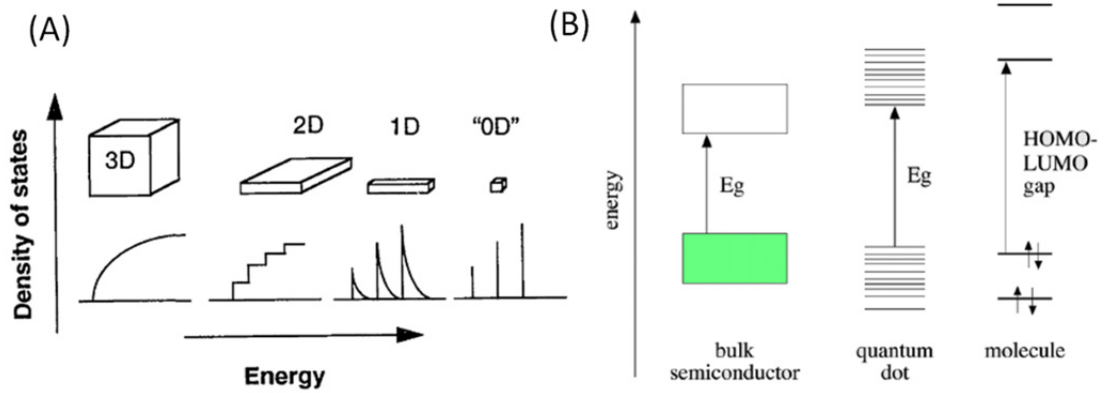 (A)
Density of states
3D
2D
1D
“0D”
Energy
(B)
energy
Eg
Eg
HOMO-
LUMO
gap
bulk
semiconductor
quantum
dot
molecule